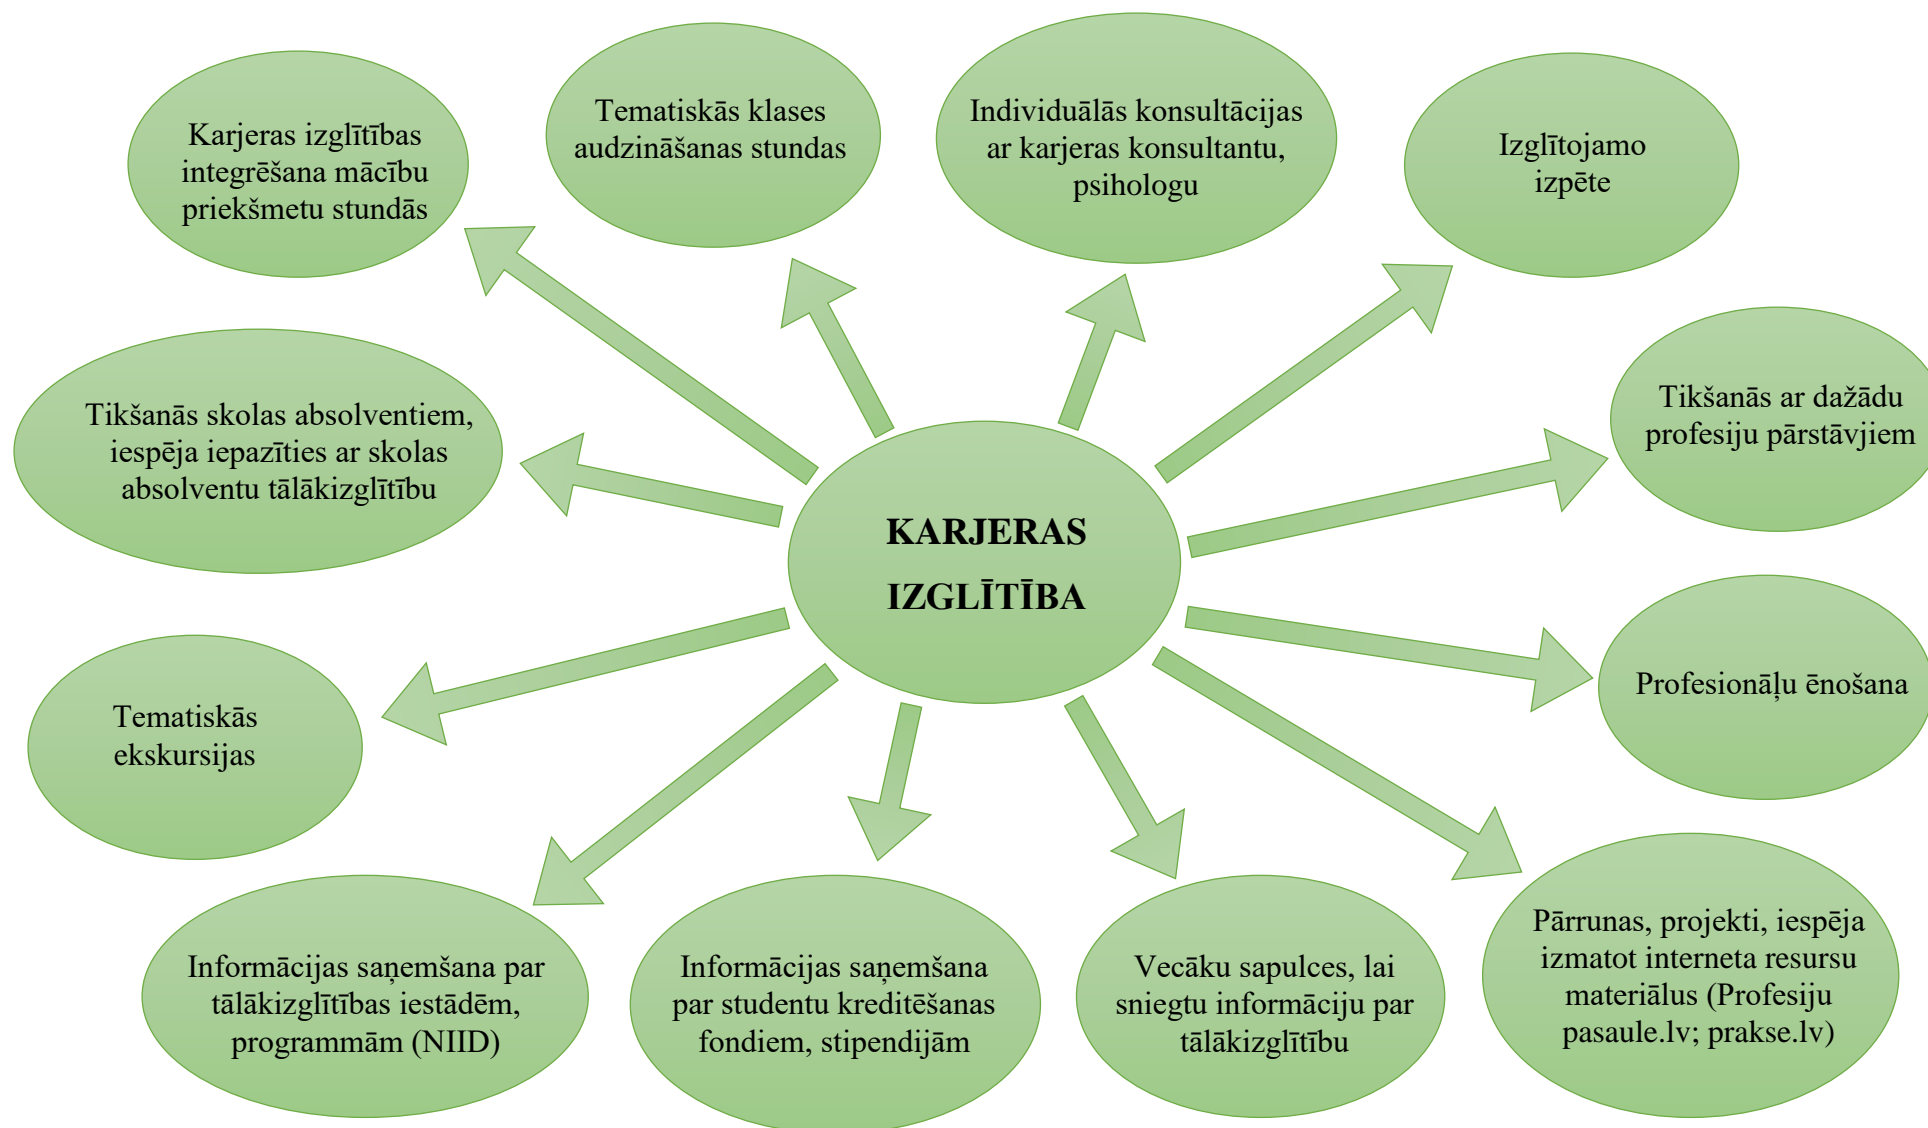 Karjeras izglītības
integrēšana mācību
priekšmetu stundās
Tematiskās klases
audzināšanas stundas
Individuālās konsultācijas
ar karjeras konsultantu,
psihologu
Izglītojamo
izpēte
Tikšanās skolas absolventiem,
iespēja iepazīties ar skolas
absolventu tālākizglītību
Tikšanās ar dažādu
profesiju pārstāvjiem
KARJERAS
IZGLĪTĪBA
Tematiskās
ekskursijas
Profesionāļu ēnošana
Informācijas saņemšana par
tālākizglītības iestādēm,
programmām (NIID)
Informācijas saņemšana
par studentu kreditēšanas
fondiem, stipendijām
Vecāku sapulces, lai
sniegtu informāciju par
tālākizglītību
Pārrunas, projekti, iespēja
izmatot interneta resursu
materiālus (Profesiju
pasaule.lv; prakse.lv)